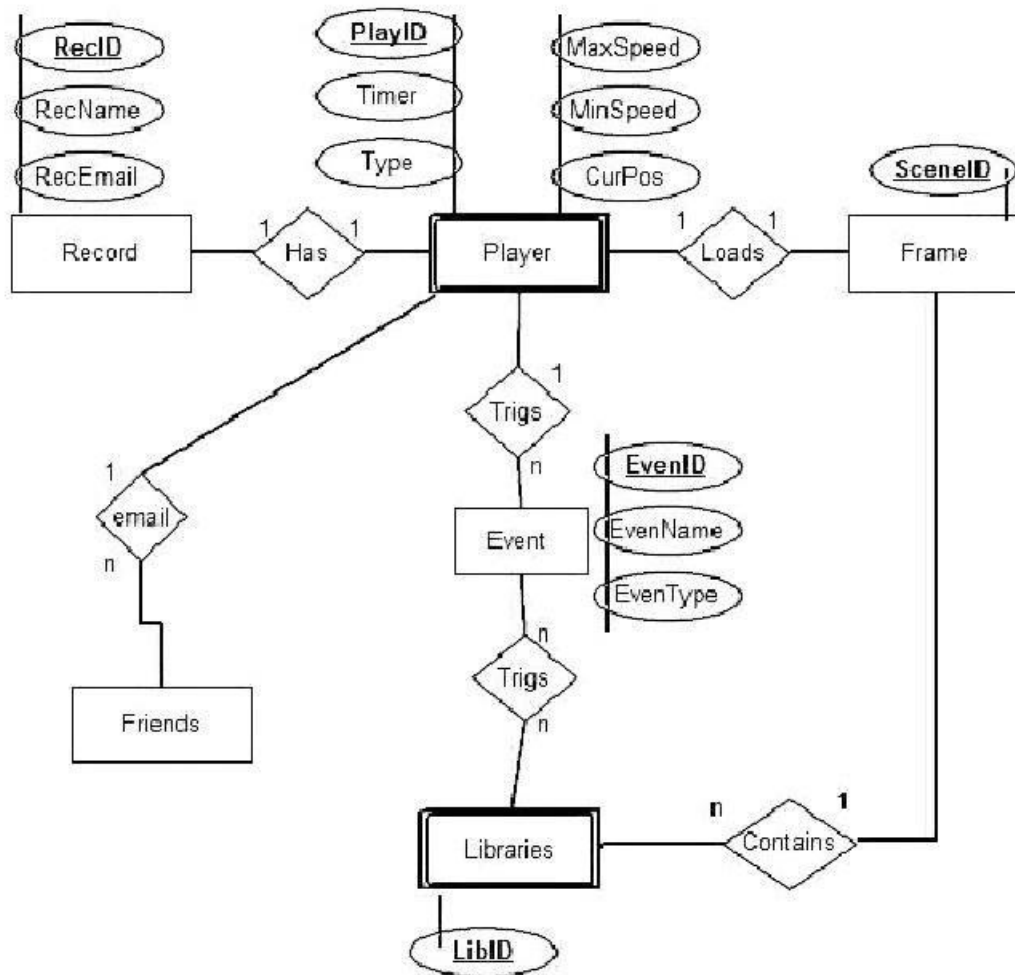 RecID
RecName
RecEmail
PlayID
Timer
Type
MaxSpeed
MinSpeed
CurPos
SceneID
Record
1
Has
1
Player
1
Loads
1
Frame
1
Trigs
n
1
email
n
EvenID
EvenName
EvenType
Event
n
Trigs
n
Friends
Libraries
n
Contains
1
LibID